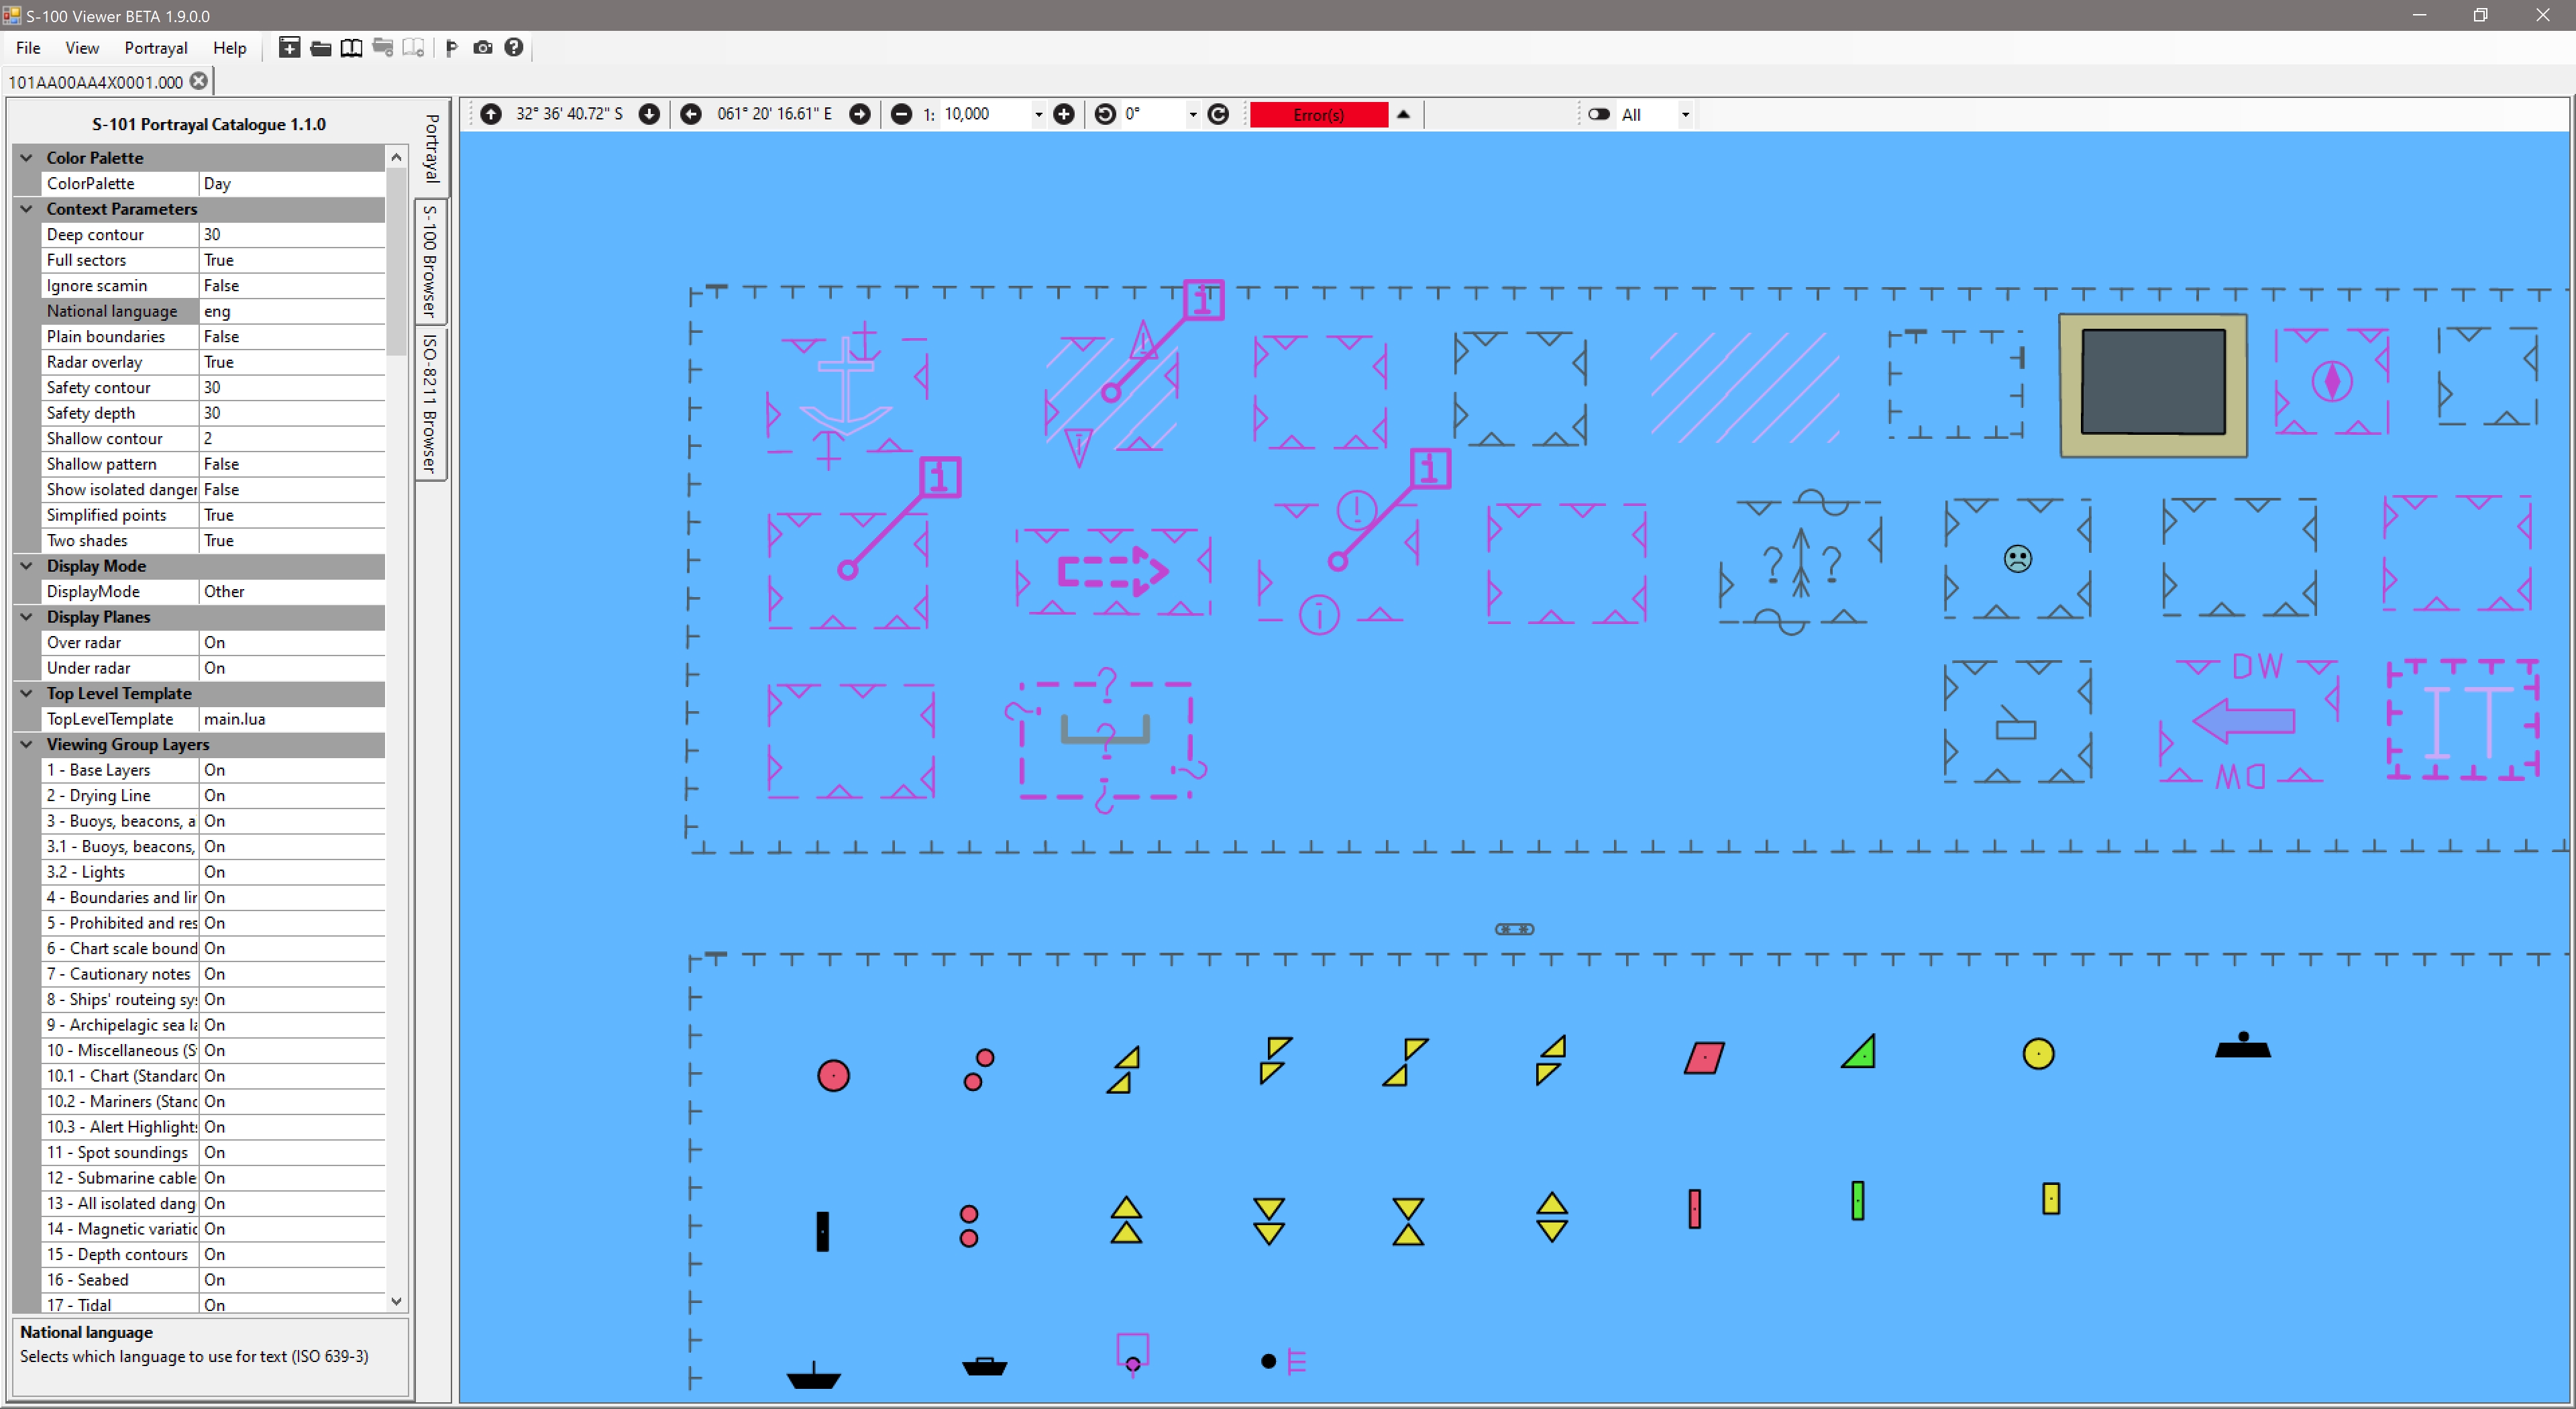 S-100 Viewer BETA 1.9.0.0
File View Portrayal Help
101AA00AA4X0001.000
32° 36' 40.72" S 061° 20' 16.61" E 1: 10,000 0° Error(s) All
S-101 Portrayal Catalogue 1.1.0
Portrayal
S-100 Browser
ISO-8211 Browser
Color Palette
ColorPalette Day
Context Parameters
Deep contour 30
Full sectors True
Ignore scamin False
National language eng
Plain boundaries False
Radar overlay True
Safety contour 30
Safety depth 30
Shallow contour 2
Shallow pattern False
Show isolated danger False
Simplified points True
Two shades True
Display Mode
DisplayMode Other
Display Planes
Over radar On
Under radar On
Top Level Template
TopLevelTemplate main.lua
Viewing Group Layers
1 - Base Layers On
2 - Drying Line On
3 - Buoys, beacons, a On
3.1 - Buoys, beacons, On
3.2 - Lights On
4 - Boundaries and lin On
5 - Prohibited and res On
6 - Chart scale bound On
7 - Cautionary notes On
8 - Ships' routeing sys On
9 - Archipelagic sea la On
10 - Miscellaneous (S On
10.1 - Chart (Standard On
10.2 - Mariners (Stanc On
10.3 - Alert Highlight: On
11 - Spot soundings On
12 - Submarine cable On
13 - All isolated dang On
14 - Magnetic variatic On
15 - Depth contours On
16 - Seabed On
17 - Tidal On
National language
Selects which language to use for text (ISO 639-3)
i
!
i
i
i
!
i
? ?
?
?
?
DW
DW
IT